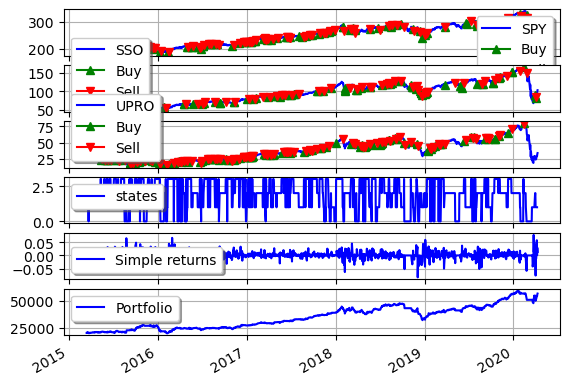 300
200
SPY
Buy
SSO
Buy
Sell
150
100
50
UPRO
Buy
Sell
75
50
25
2.5
0.0
states
0.05
0.00
−0.05
Simple returns
50000
25000
Portfolio
2015
2016
2017
2018
2019
2020